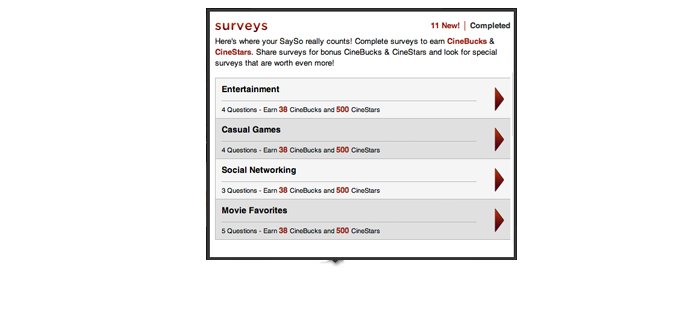 surveys
11 New! | Completed
Here's where your SaySo really counts! Complete surveys to earn CineBucks &
CineStars. Share surveys for bonus CineBucks & CineStars and look for special
surveys that are worth even more!
Entertainment
4 Questions - Earn 38 CineBucks and 500 CineStars
Casual Games
4 Questions - Earn 38 CineBucks and 500 CineStars
Social Networking
3 Questions - Earn 38 CineBucks and 500 CineStars
Movie Favorites
5 Questions - Earn 38 CineBucks and 500 CineStars